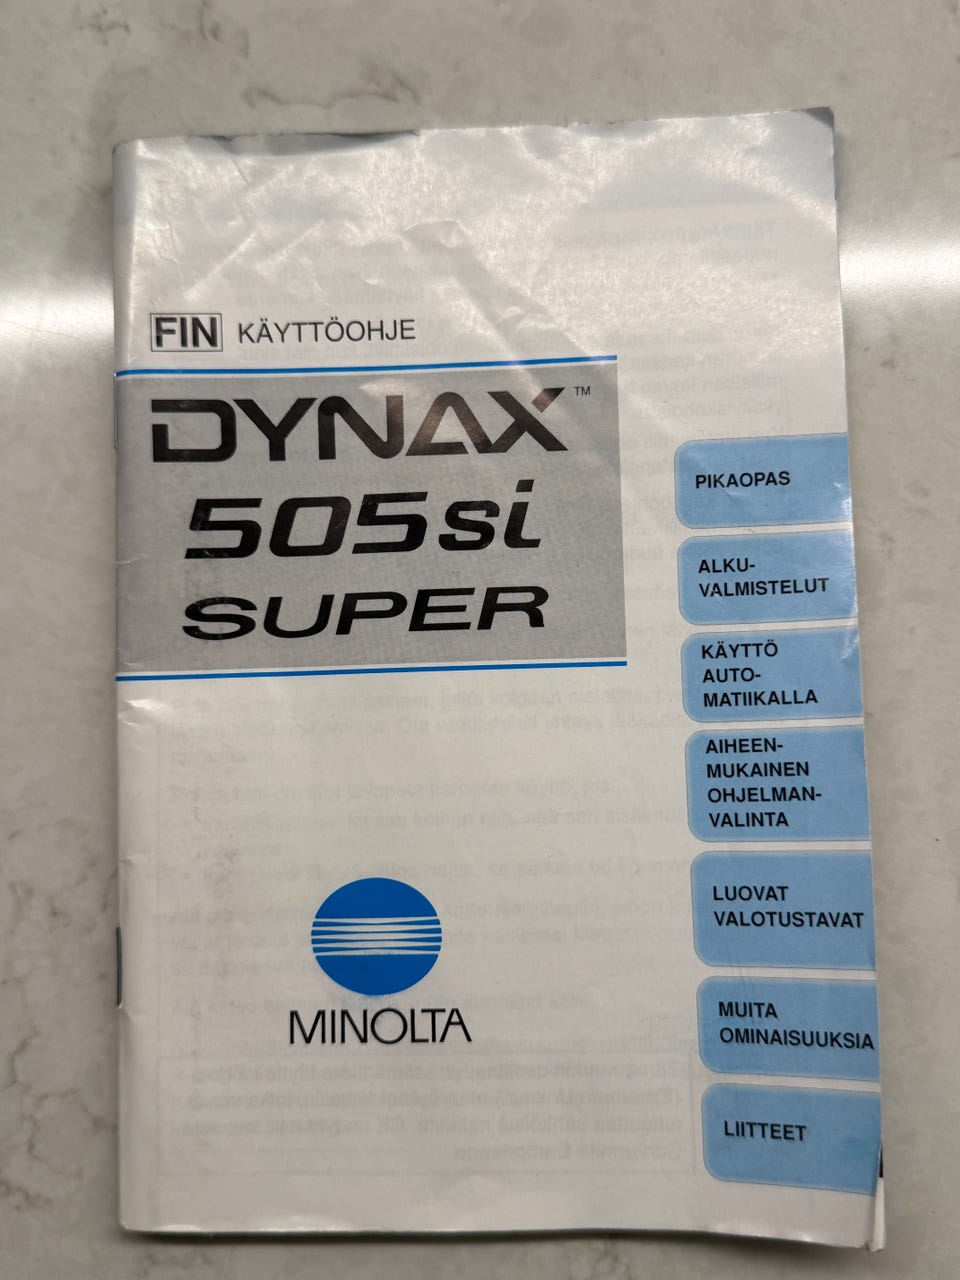 FIN KÄYTTÖOHJE
DYNAX™
505si
SUPER
PIKAOPAS
ALKU-
VALMISTELUT
KÄYTTÖ
AUTO-
MATIIKALLA
AIHEEN-
MUKAINEN
OHJELMAN-
VALINTA
LUOVAT
VALOTUSTAVAT
MUITA
OMINAISUUKSIA
LIITTEET
MINOLTA